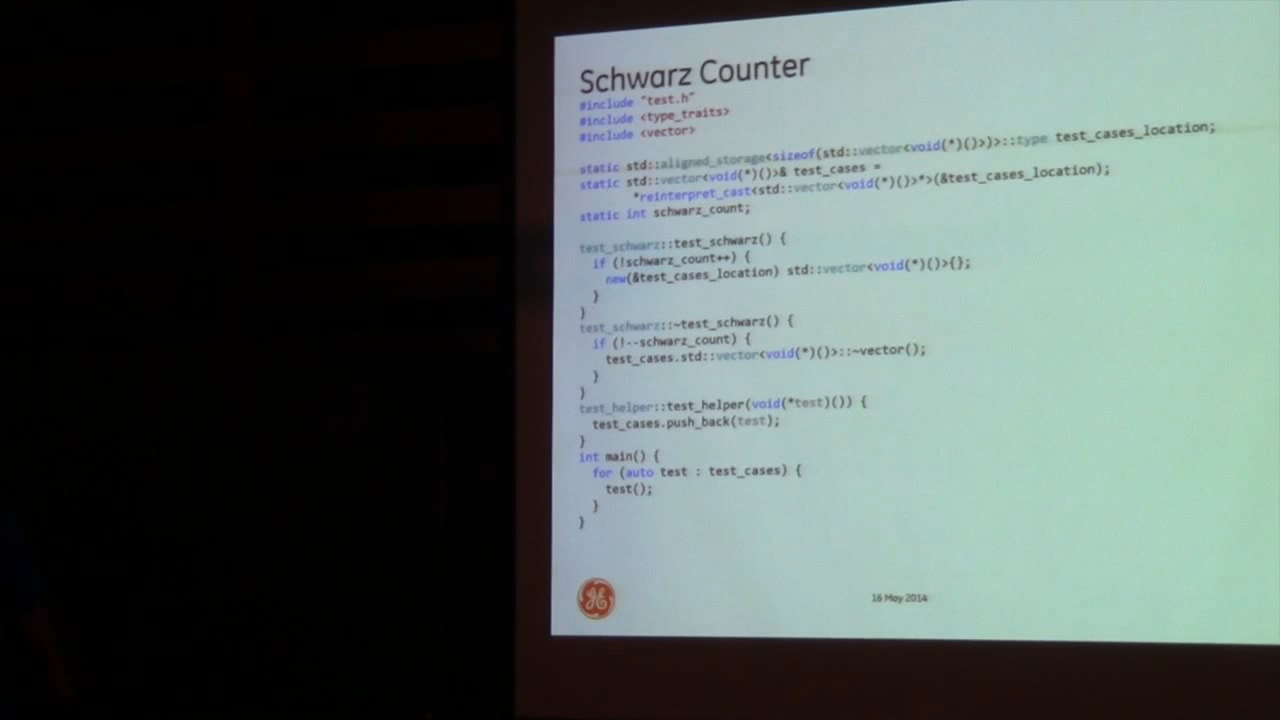 Schwarz Counter
#include "test.h"
#include <type_traits>
#include <vector>
static std::aligned_storage<sizeof(std::vector<void(*)()>)>::type test_cases_location;
static std::vector<void(*)()>& test_cases =
*reinterpret_cast<std::vector<void(*)()>*>(&test_cases_location);
static int schwarz_count;
test_schwarz::test_schwarz() {
if (!schwarz_count++) {
new(&test_cases_location) std::vector<void(*)()>{};
}
}
test_schwarz::~test_schwarz() {
if (!--schwarz_count) {
test_cases.std::vector<void(*)()>::~vector();
}
}
test_helper::test_helper(void(*test)()) {
test_cases.push_back(test);
}
int main() {
for (auto test : test_cases) {
test();
}
}
16 May 2014